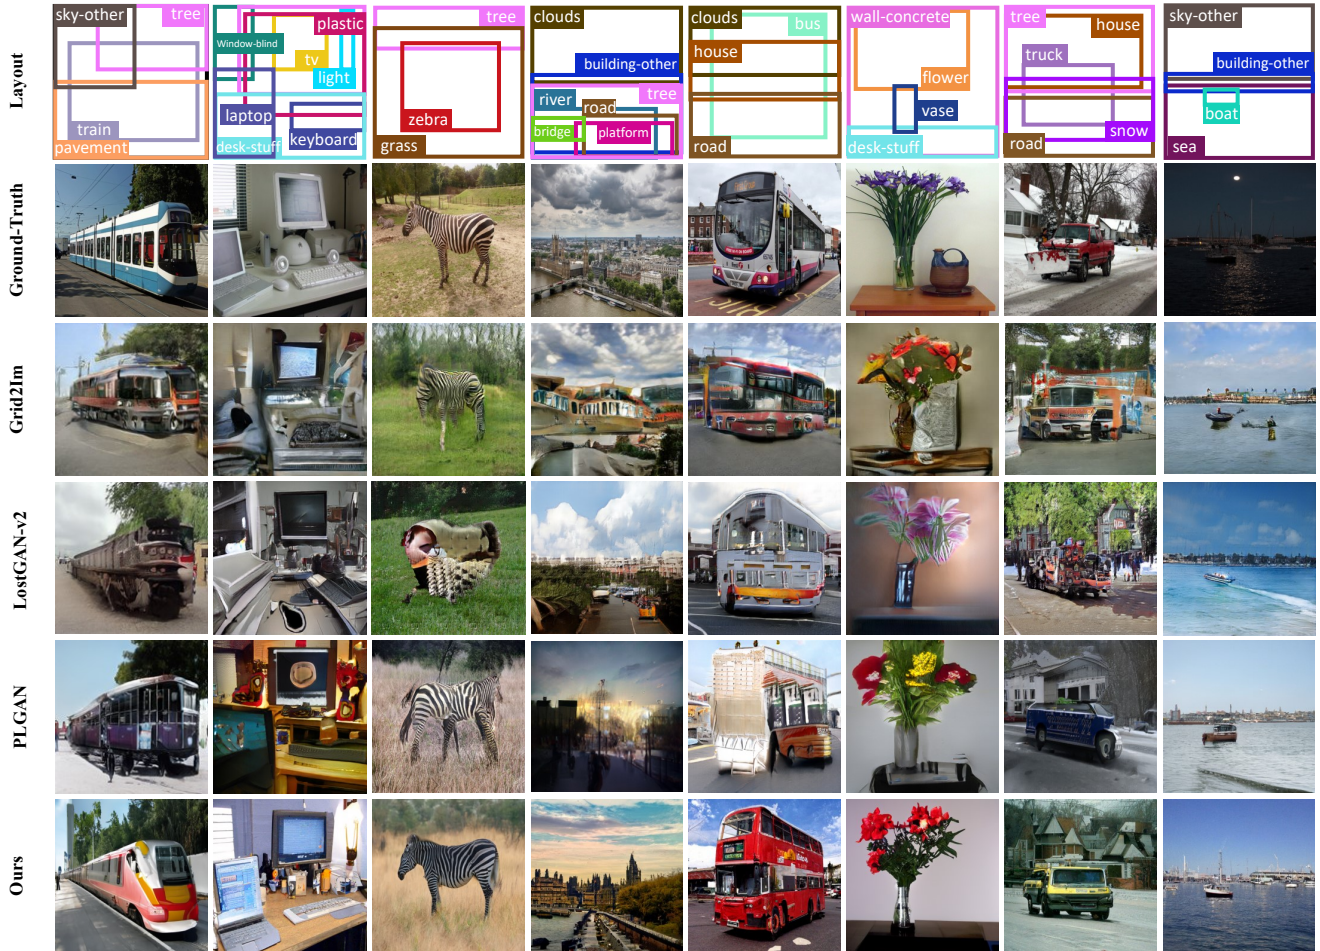 Layout
sky-other
tree
train
pavement
plastic
Window-blind
tv
light
laptop
keyboard
desk-stuff
tree
zebra
grass
clouds
building-other
river
tree
road
bridge
platform
clouds
bus
house
road
wall-concrete
flower
vase
desk-stuff
tree
house
truck
snow
road
sky-other
building-other
boat
sea
Ground-Truth
Grid2Im
LostGAN-v2
PLGAN
Ours